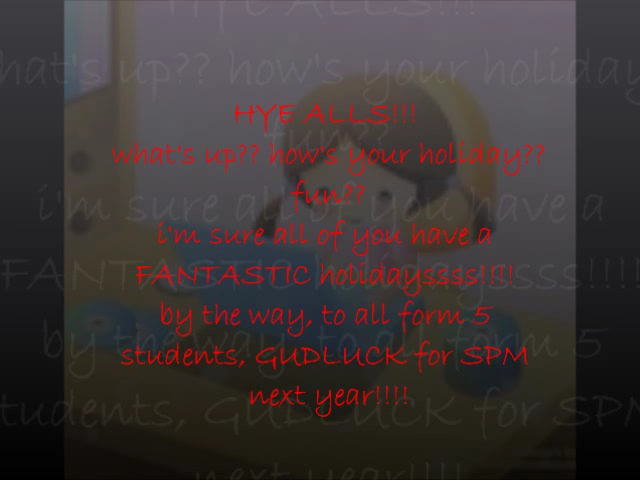 HYE ALLS!!!
what's up?? how's your holiday??
fun??
i'm sure all of you have a
FANTASTIC holidayssss!!!!
by the way, to all form 5
students, GUDLUCK for SPM
next year!!!!